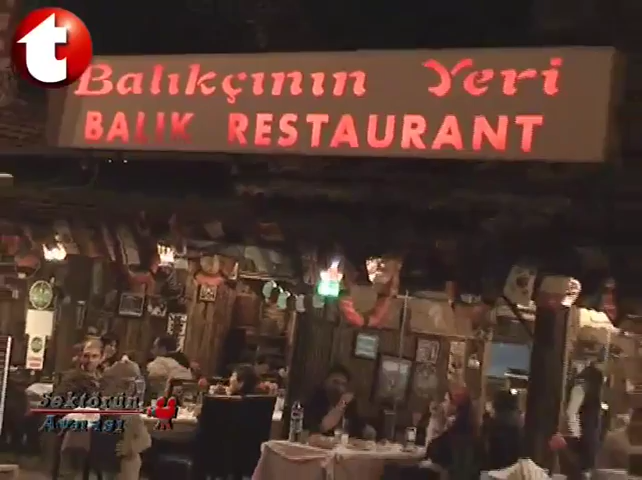 t
Balıkçının Yeri
BALIK RESTAURANT
Sektörün
Aynası